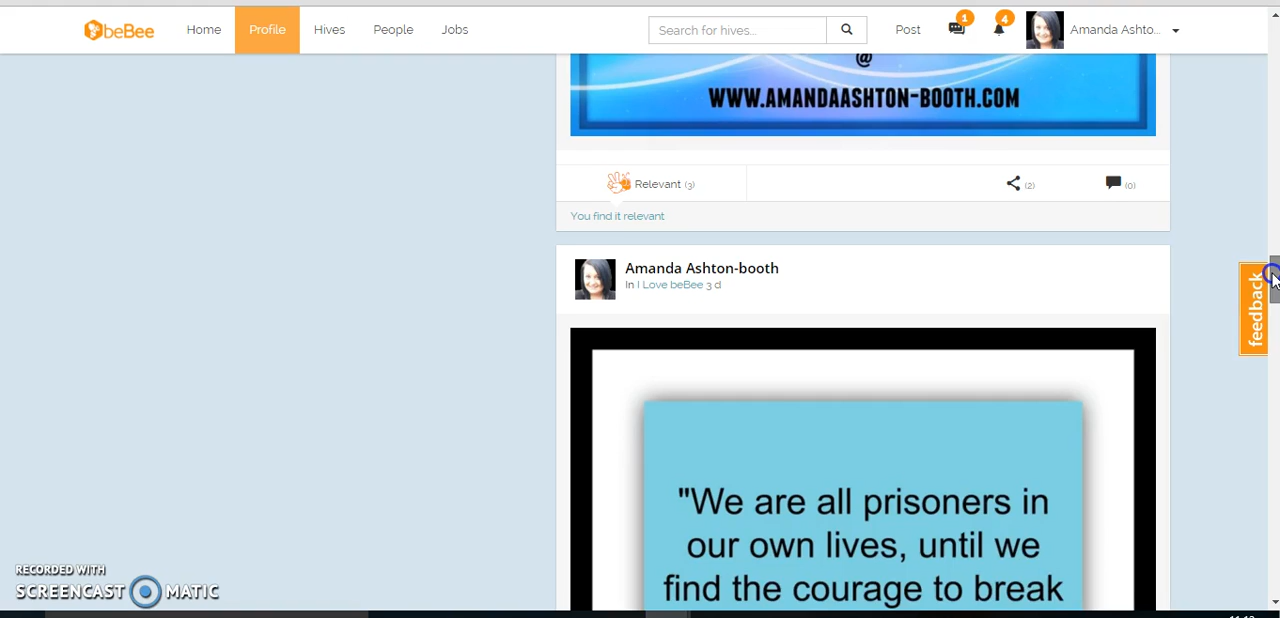 beBee Home Profile Hives People Jobs Search for hives... Post 1 4 Amanda Ashto...
@
WWW.AMANDAASHTON-BOOTH.COM
Relevant (3) (2) (0)
You find it relevant
Amanda Ashton-booth
In I Love beBee 3 d
feedback
"We are all prisoners in
our own lives, until we
find the courage to break
RECORDED WITH
SCREENCAST MATIC